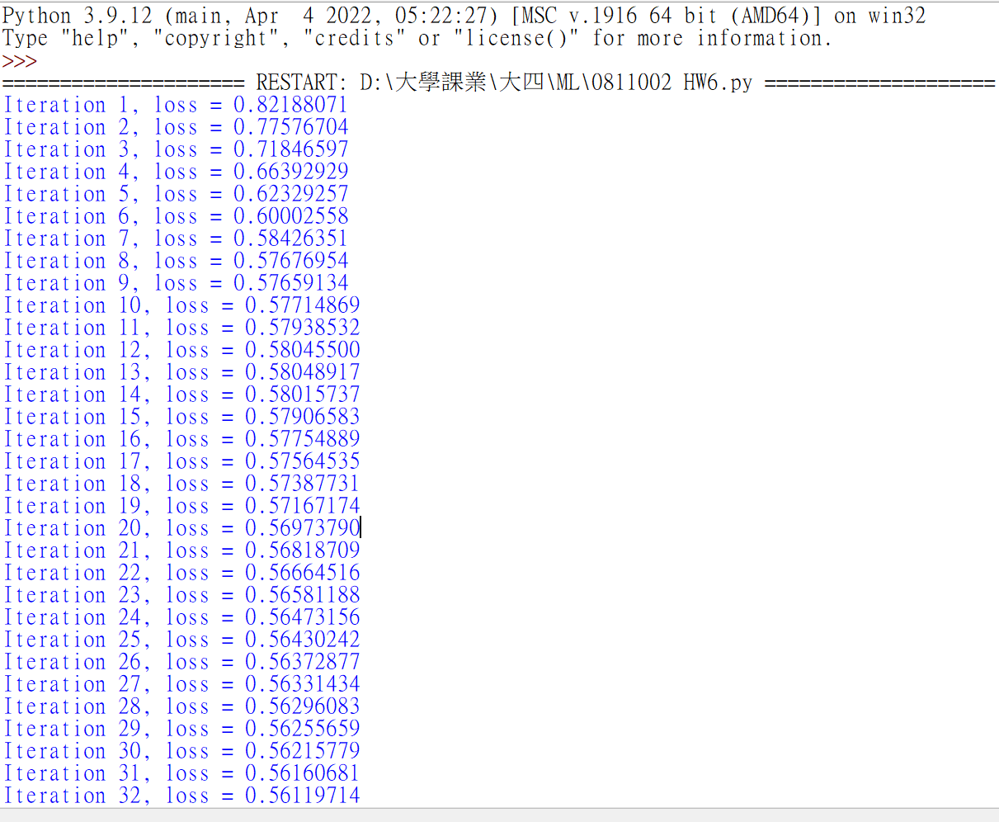 Python 3.9.12 (main, Apr  4 2022, 05:22:27) [MSC v.1916 64 bit (AMD64)] on win32
Type "help", "copyright", "credits" or "license()" for more information.
>>>
===================== RESTART: D:\大學課業\大四\ML\0811002 HW6.py ====================
Iteration 1, loss = 0.82188071
Iteration 2, loss = 0.77576704
Iteration 3, loss = 0.71846597
Iteration 4, loss = 0.66392929
Iteration 5, loss = 0.62329257
Iteration 6, loss = 0.60002558
Iteration 7, loss = 0.58426351
Iteration 8, loss = 0.57676954
Iteration 9, loss = 0.57659134
Iteration 10, loss = 0.57714869
Iteration 11, loss = 0.57938532
Iteration 12, loss = 0.58045500
Iteration 13, loss = 0.58048917
Iteration 14, loss = 0.58015737
Iteration 15, loss = 0.57906583
Iteration 16, loss = 0.57754889
Iteration 17, loss = 0.57564535
Iteration 18, loss = 0.57387731
Iteration 19, loss = 0.57167174
Iteration 20, loss = 0.56973790
Iteration 21, loss = 0.56818709
Iteration 22, loss = 0.56664516
Iteration 23, loss = 0.56581188
Iteration 24, loss = 0.56473156
Iteration 25, loss = 0.56430242
Iteration 26, loss = 0.56372877
Iteration 27, loss = 0.56331434
Iteration 28, loss = 0.56296083
Iteration 29, loss = 0.56255659
Iteration 30, loss = 0.56215779
Iteration 31, loss = 0.56160681
Iteration 32, loss = 0.56119714